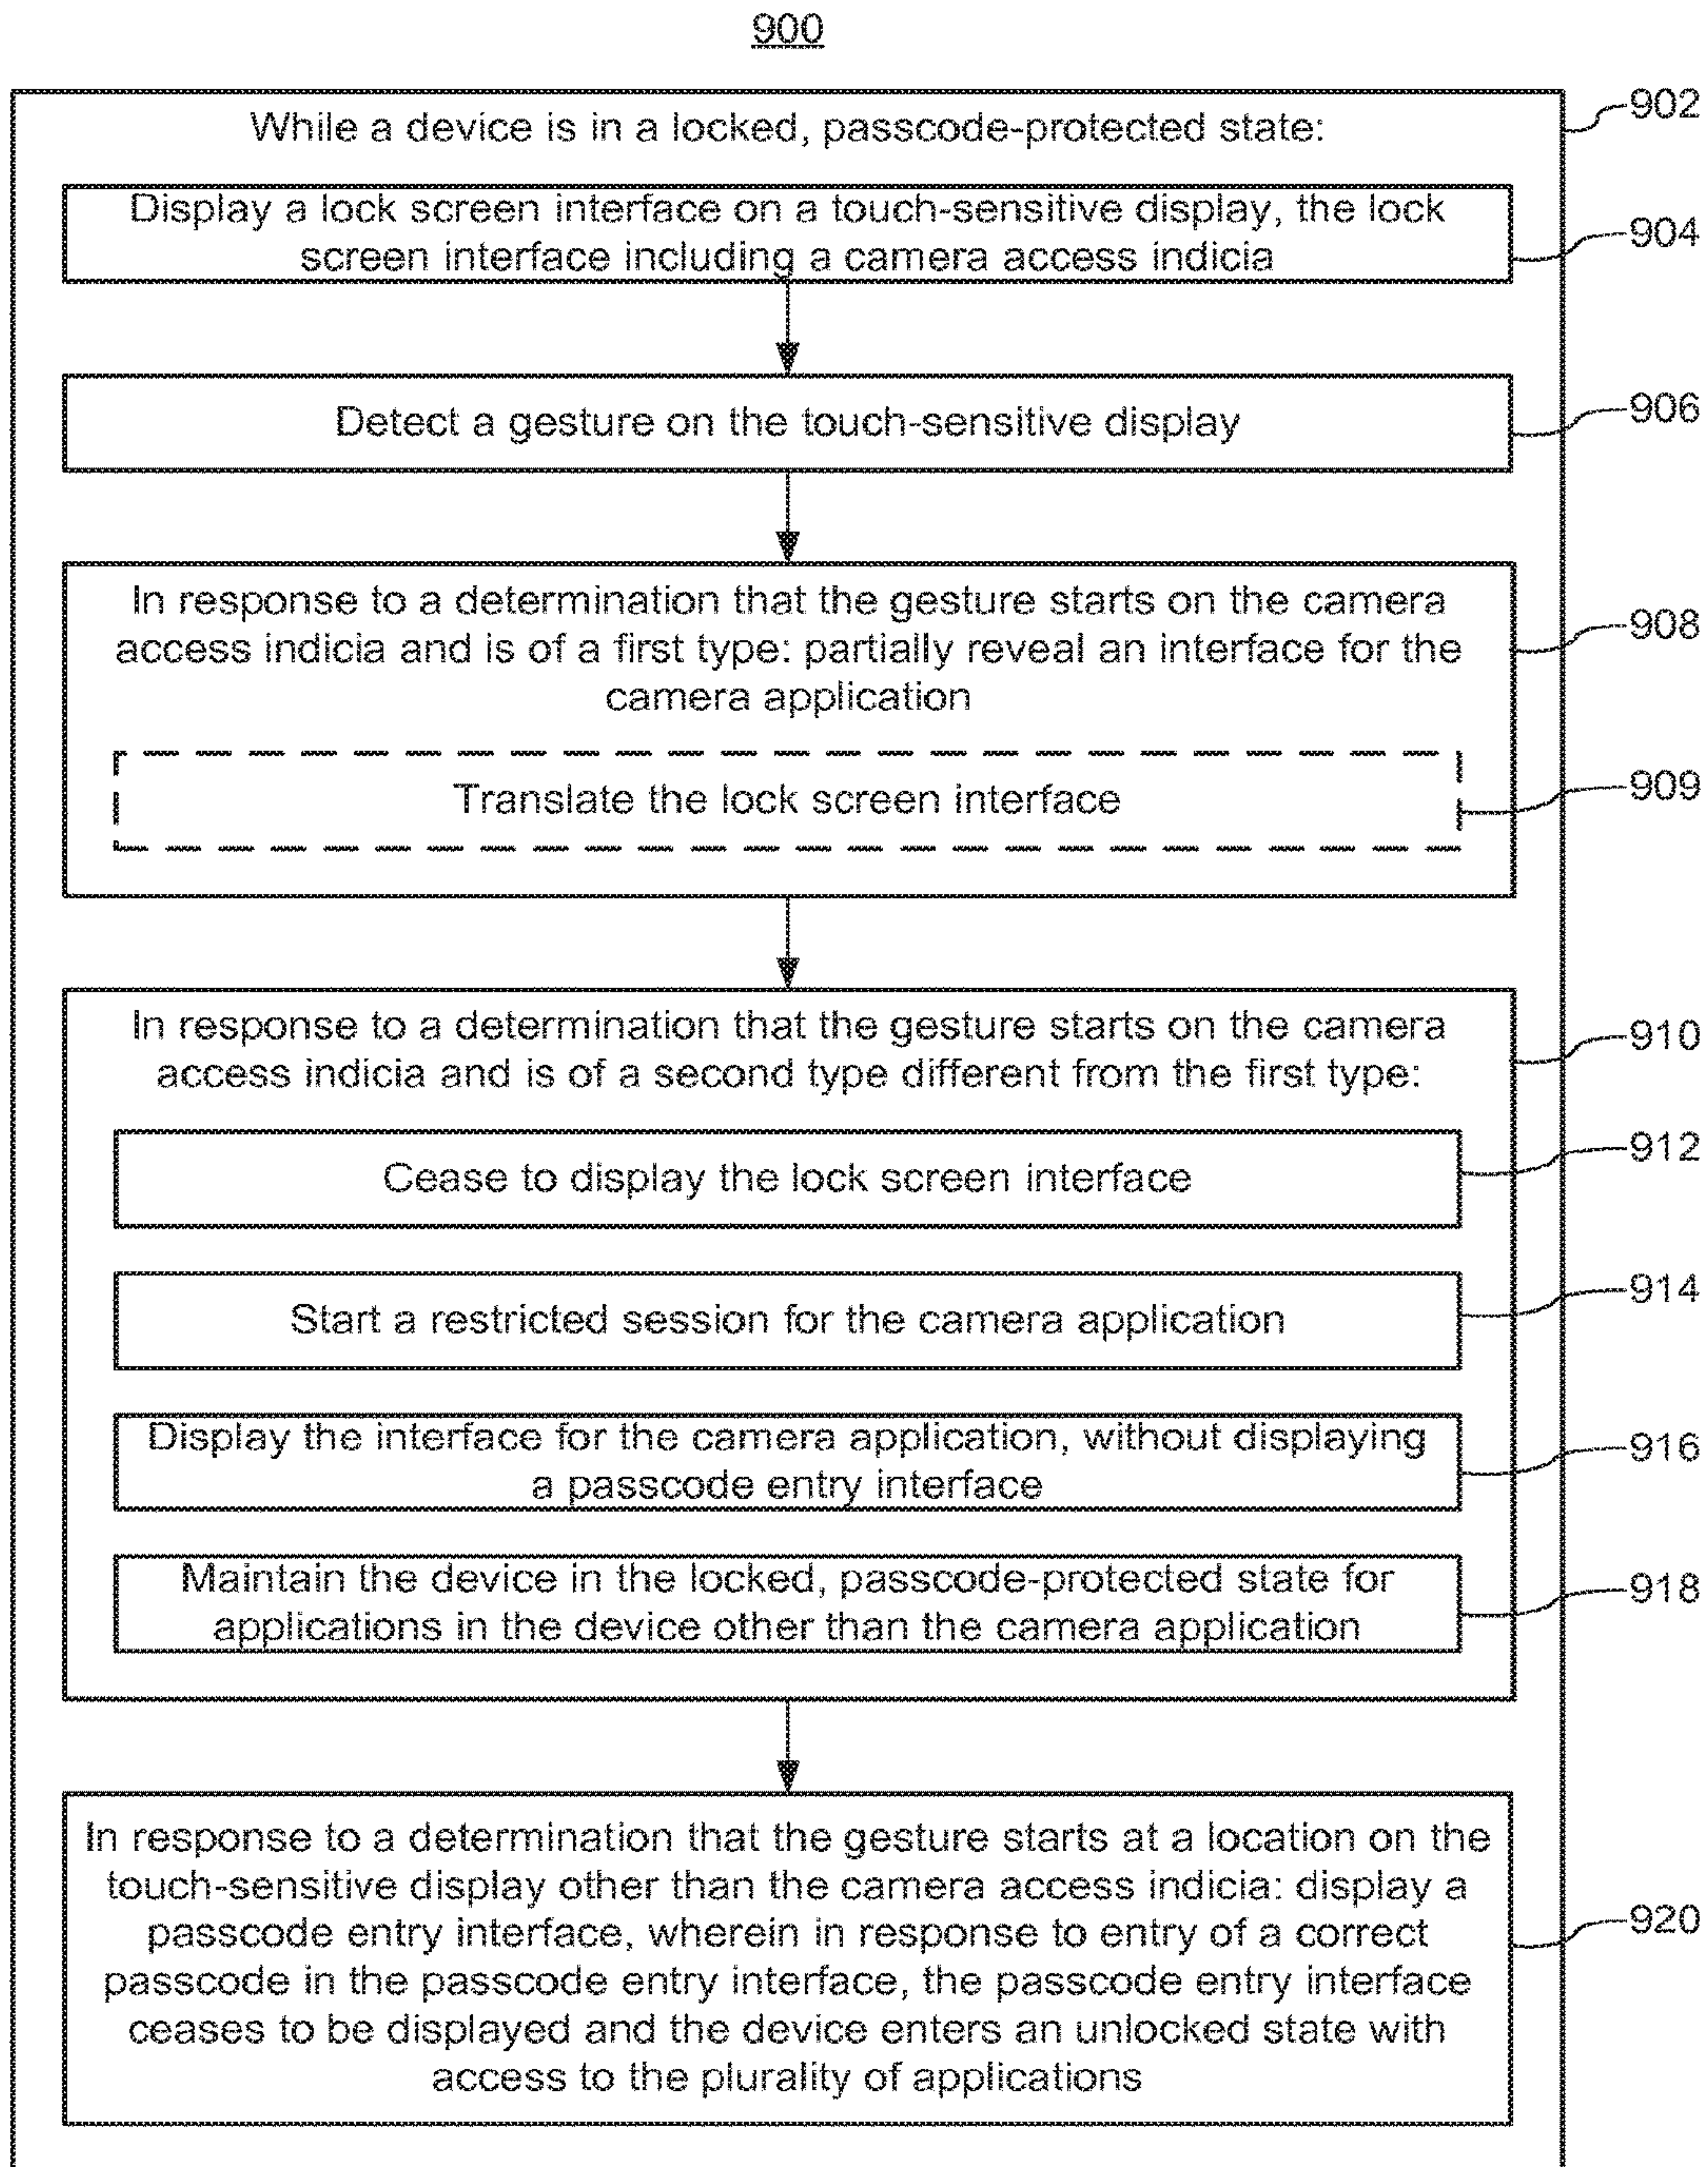 900
While a device is in a locked, passcode-protected state:
902
Display a lock screen interface on a touch-sensitive display, the lock
screen interface including a camera access indicia
904
Detect a gesture on the touch-sensitive display
906
In response to a determination that the gesture starts on the camera
access indicia and is of a first type: partially reveal an interface for the
camera application
908
Translate the lock screen interface
909
In response to a determination that the gesture starts on the camera
access indicia and is of a second type different from the first type:
910
Cease to display the lock screen interface
912
Start a restricted session for the camera application
914
Display the interface for the camera application, without displaying
a passcode entry interface
916
Maintain the device in the locked, passcode-protected state for
applications in the device other than the camera application
918
In response to a determination that the gesture starts at a location on the
touch-sensitive display other than the camera access indicia: display a
passcode entry interface, wherein in response to entry of a correct
passcode in the passcode entry interface, the passcode entry interface
ceases to be displayed and the device enters an unlocked state with
access to the plurality of applications
920